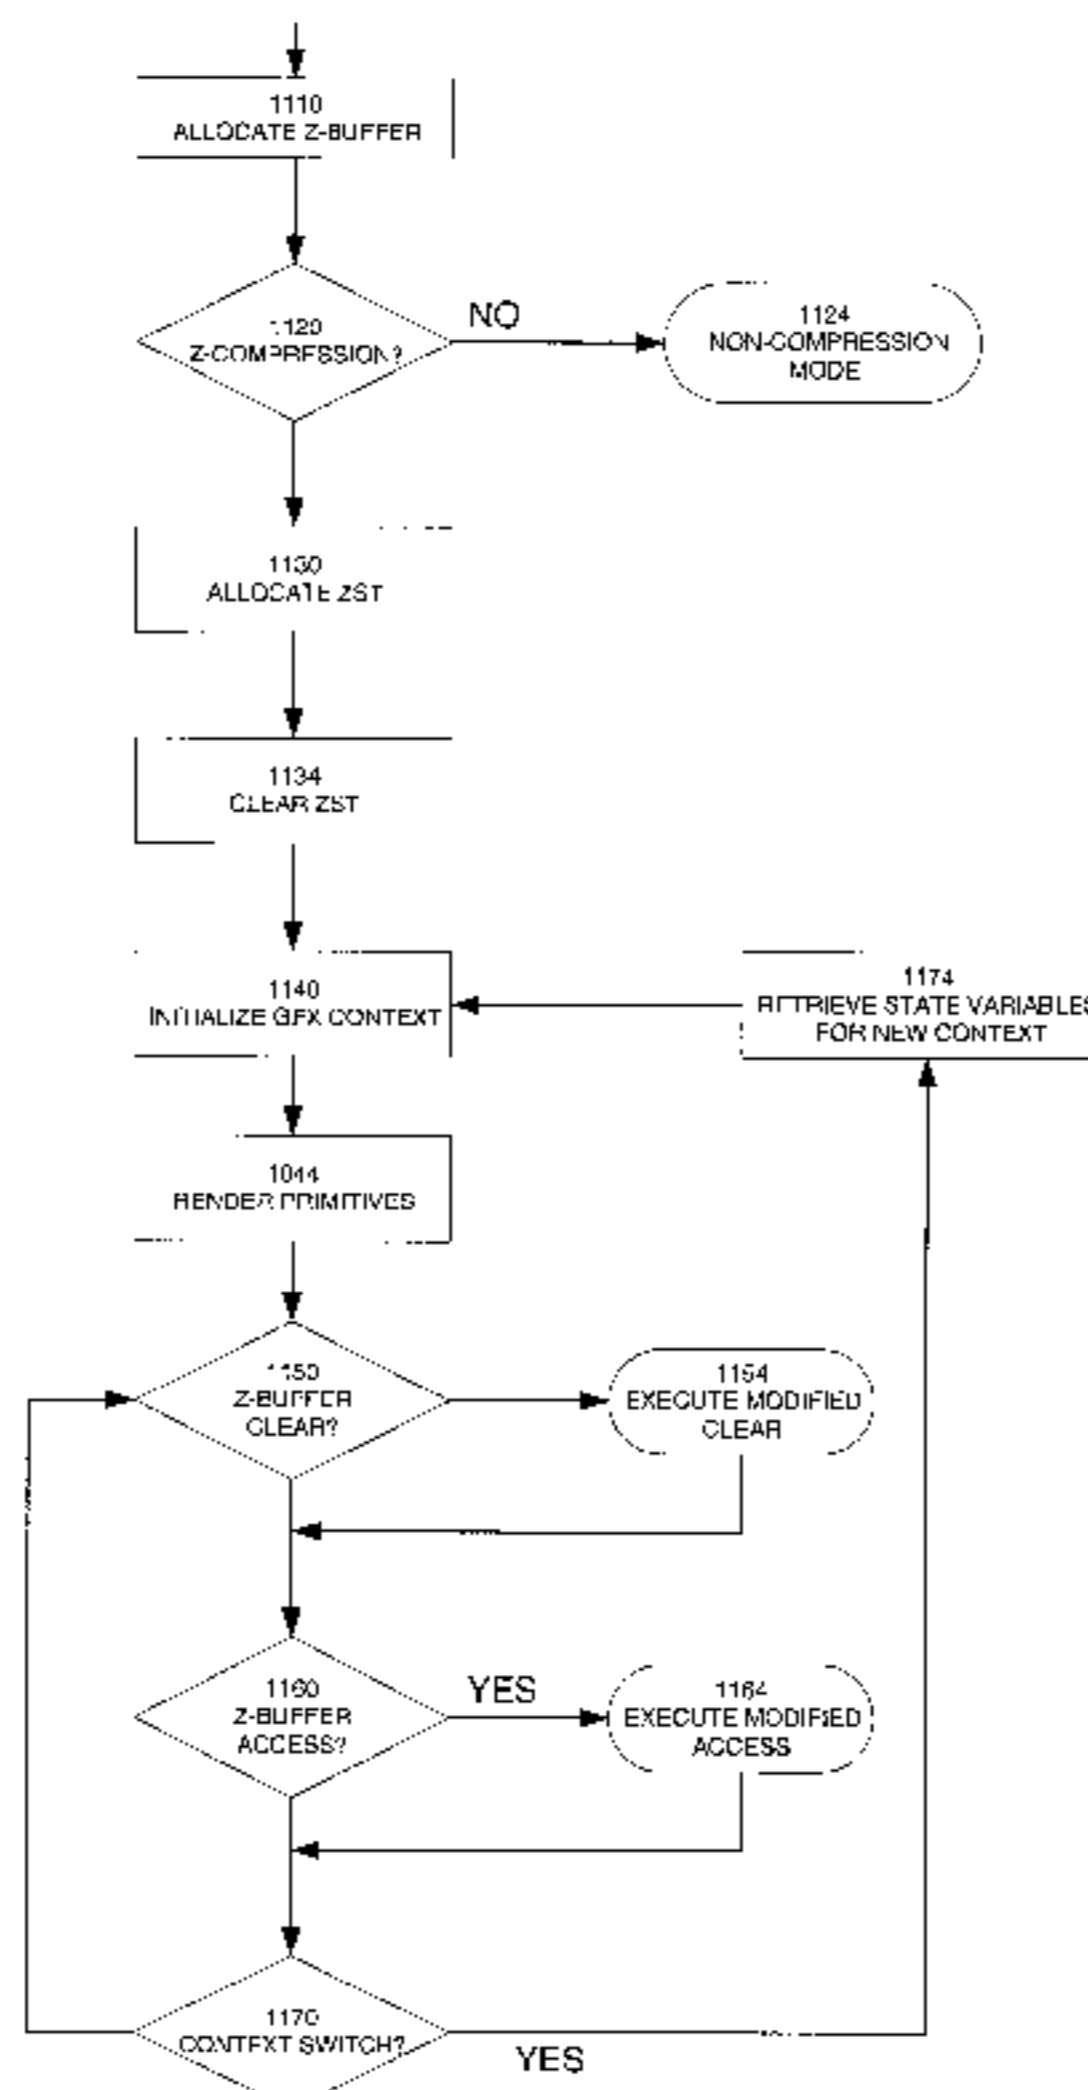 1110
ALLOCATE Z-BUFFER
1120
Z-COMPRESSION?
NO
1124
NON-COMPRESSION
MODE
1130
ALLOCATE ZST
1134
CLEAR ZST
1140
INITIALIZE GFX CONTEXT
1174
RETRIEVE STATE VARIABLES
FOR NEW CONTEXT
1044
RENDER PRIMITIVES
1150
Z-BUFFER
CLEAR?
1154
EXECUTE MODIFIED
CLEAR
1160
Z-BUFFER
ACCESS?
YES
1164
EXECUTE MODIFIED
ACCESS
1170
CONTEXT SWITCH?
YES